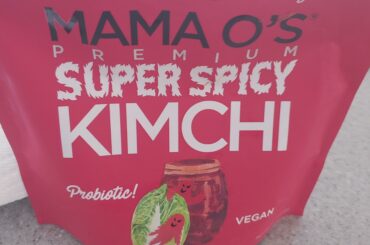 MAMA O'S
PREMIUM
SUPER SPICY
KIMCHI
Probiotic!
VEGAN